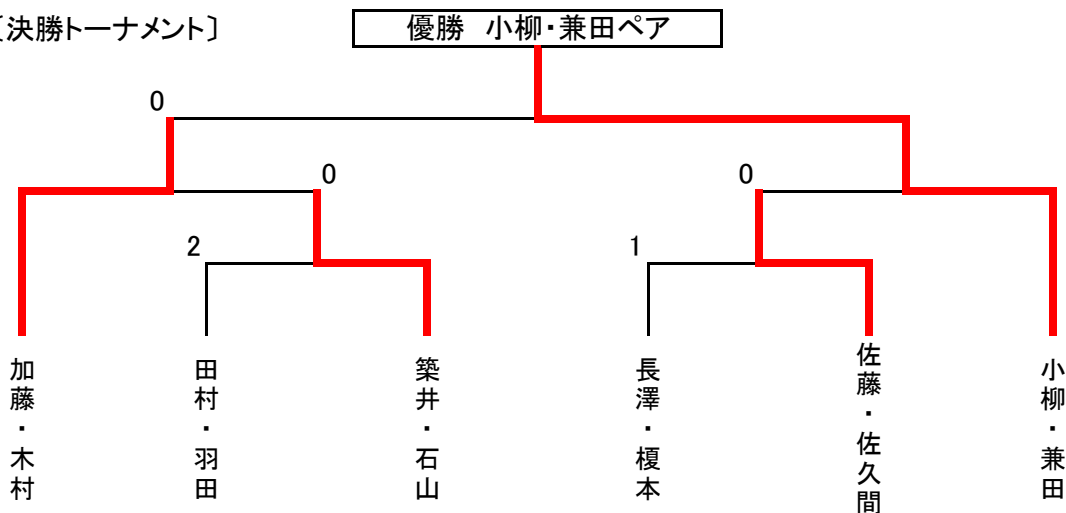 〔決勝トーナメント〕
優勝 小柳・兼田ペア
0
0
0
2
1
加藤・木村
田村・羽田
築井・石山
長澤・榎本
佐藤・佐久間
小柳・兼田